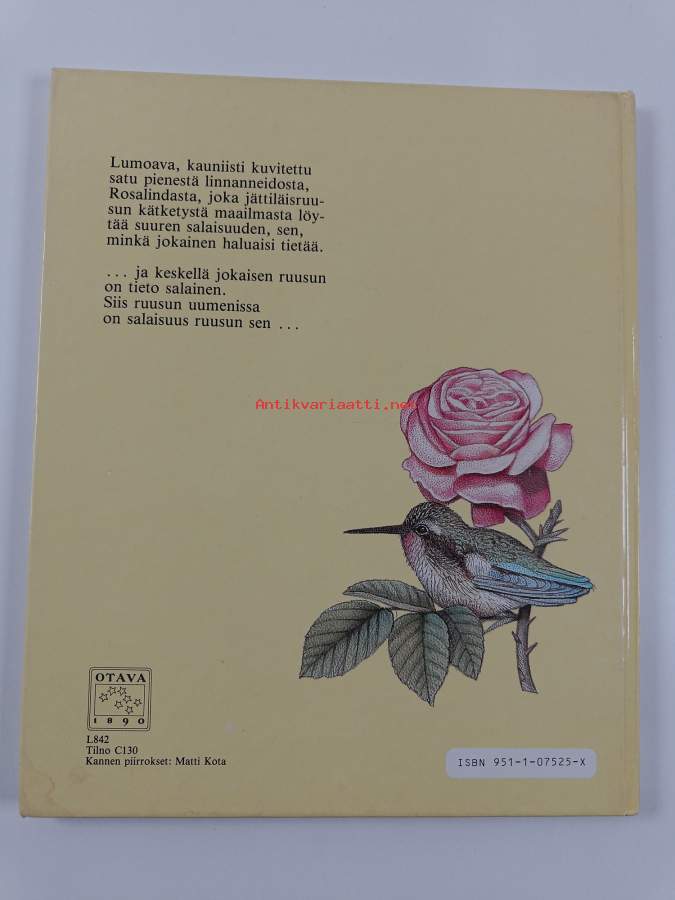 Lumoava, kauniisti kuvitettu
satu pienestä linnanneidosta,
Rosalindasta, joka jättiläisruu-
sun kätketystä maailmasta löy-
tää suuren salaisuuden, sen,
minkä jokainen haluaisi tietää.
... ja keskellä jokaisen ruusun
on tieto salainen.
Siis ruusun uumenissa
on salaisuus ruusun sen ...
Antikvariaatti.net
OTAVA
1890
L842
Tilno C130
Kannen piirrokset: Matti Kota
ISBN 951-1-07525-X